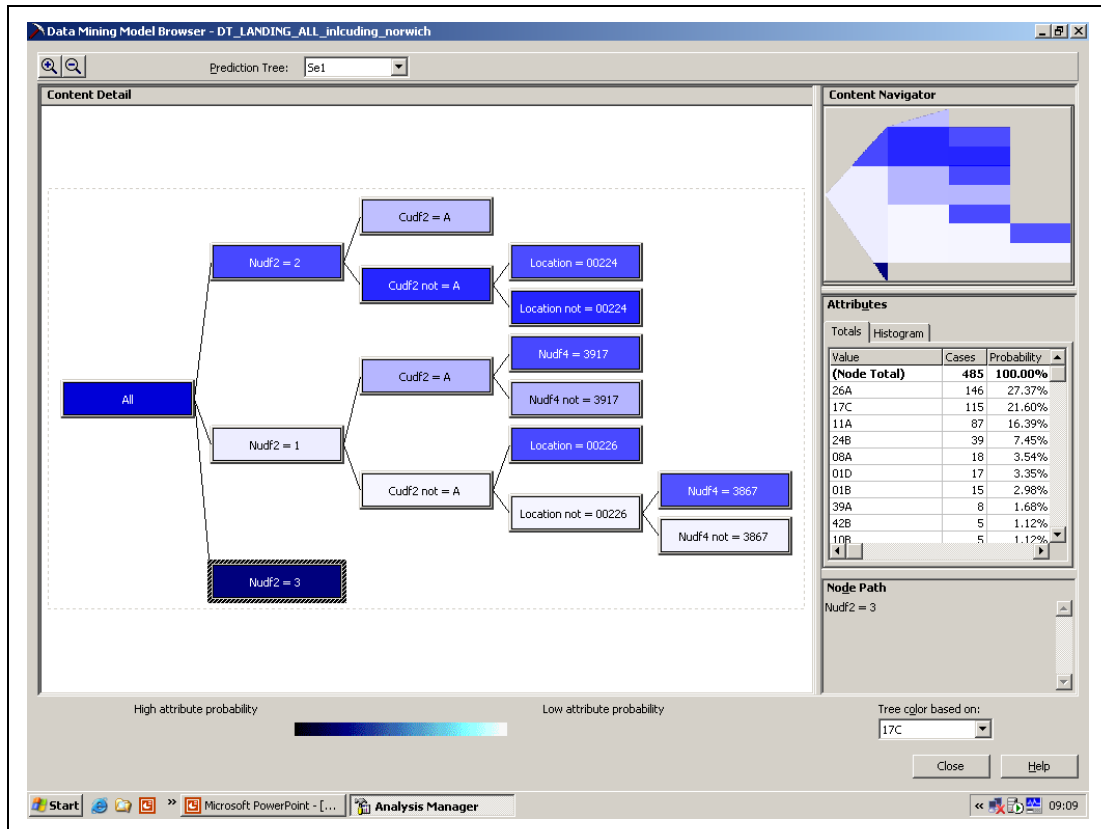 Data Mining Model Browser - DT_LANDING_ALL_inlcuding_norwich
Prediction Tree: Se1
Content Detail
Cudf2 = A
Nudf2 = 2
Location = 00224
Cudf2 not = A
Location not = 00224
Nudf4 = 3917
Cudf2 = A
All
Nudf4 not = 3917
Nudf2 = 1
Location = 00226
Cudf2 not = A
Nudf4 = 3867
Location not = 00226
Nudf4 not = 3867
Nudf2 = 3
Content Navigator
Attributes
Totals Histogram
Value Cases Probability
(Node Total) 485 100.00%
26A 146 27.37%
17C 115 21.60%
11A 87 16.39%
24B 39 7.45%
08A 18 3.54%
01D 17 3.35%
01B 15 2.98%
39A 8 1.68%
42B 5 1.12%
10B 5 1.12%
Node Path
Nudf2 = 3
High attribute probability Low attribute probability
Tree color based on:
17C
Close Help
Start » Microsoft PowerPoint - [... Analysis Manager « 09:09